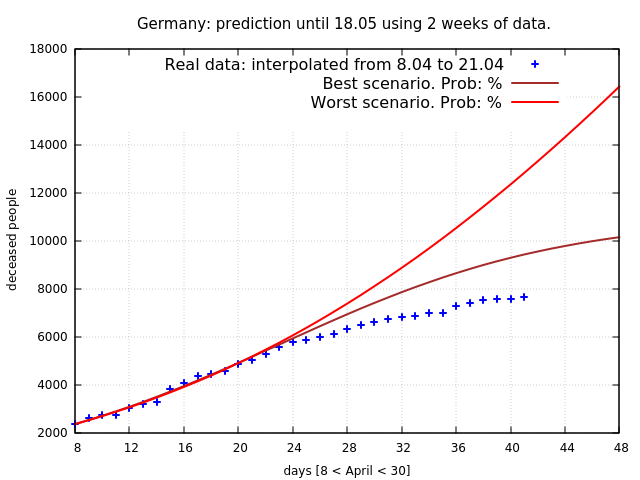 Germany: prediction until 18.05 using 2 weeks of data.
18000
16000
14000
12000
10000
8000
6000
4000
2000
deceased people
Real data: interpolated from 8.04 to 21.04
Best scenario. Prob: %
Worst scenario. Prob: %
8 12 16 20 24 28 32 36 40 44 48
days [8 < April < 30]